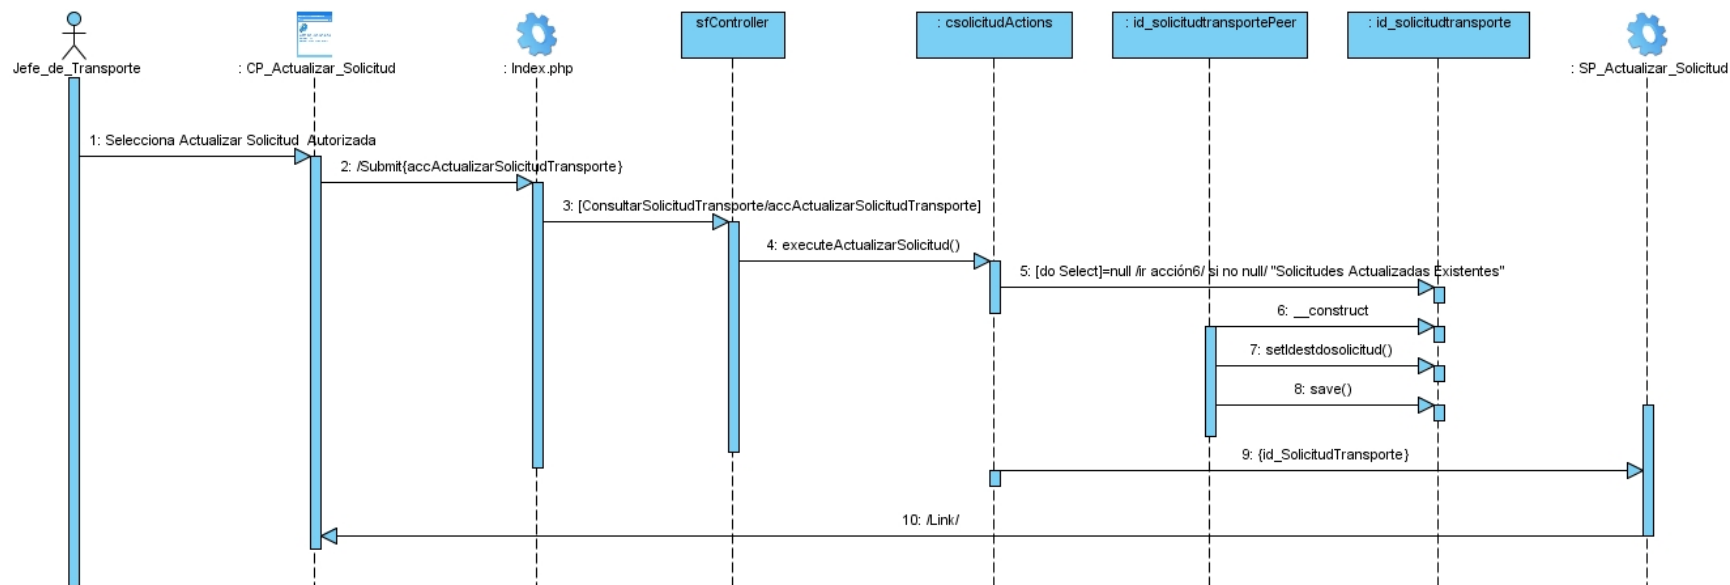 sfController
: csolicitudActions
: id_solicitudtransportePeer
: id_solicitudtransporte
Jefe_de_Transporte
: CP_Actualizar_Solicitud
: Index.php
: SP_Actualizar_Solicitud
1: Selecciona Actualizar Solicitud Autorizada
2: /Submit{accActualizarSolicitudTransporte}
3: [ConsultarSolicitudTransporte/accActualizarSolicitudTransporte]
4: executeActualizarSolicitud()
5: [do Select]=null /ir acción6/ si no null/ "Solicitudes Actualizadas Existentes"
6: __construct
7: setIdestdosolicitud()
8: save()
9: {id_SolicitudTransporte}
10: /Link/